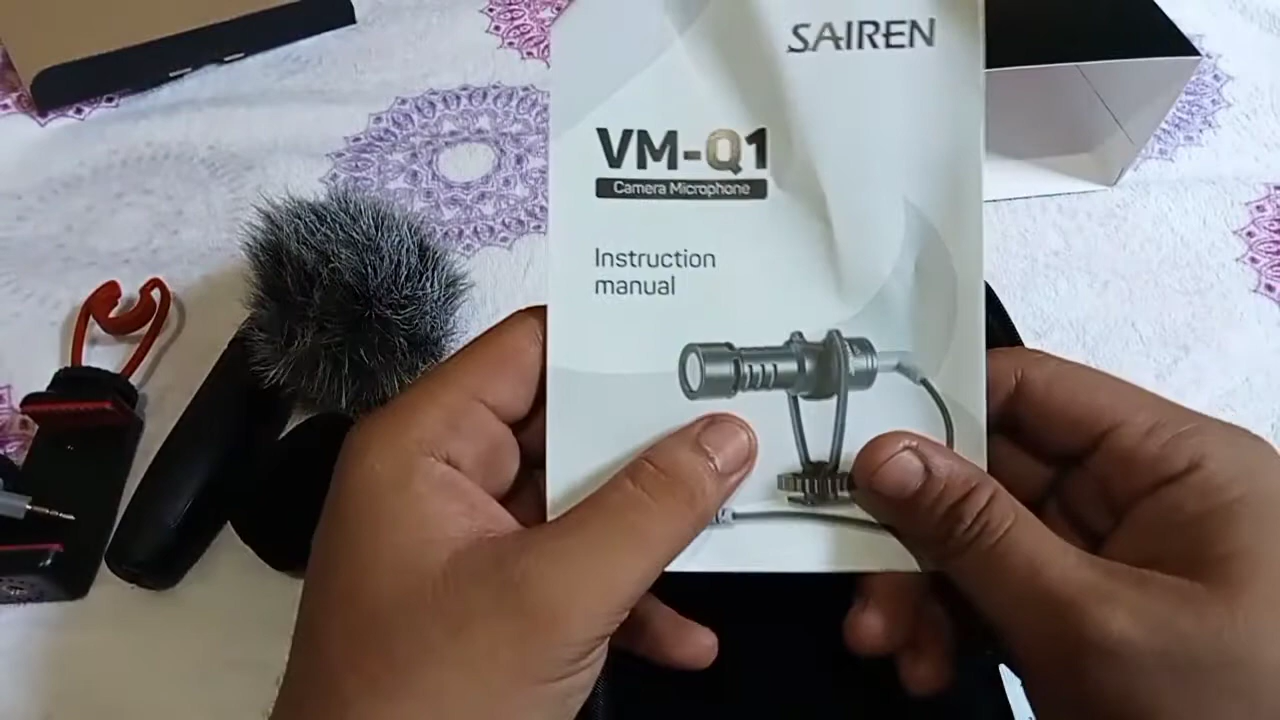 SAIREN
VM-Q1
Camera Microphone
Instruction
manual